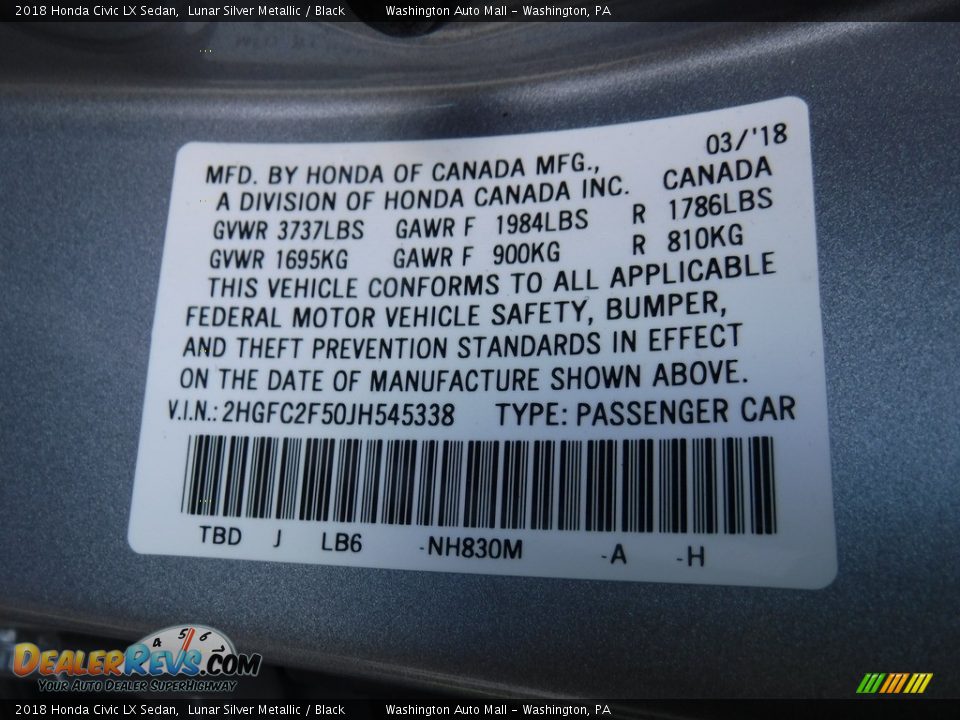 2018 Honda Civic LX Sedan, Lunar Silver Metallic / Black Washington Auto Mall - Washington, PA
03/'18
MFD. BY HONDA OF CANADA MFG., CANADA
A DIVISION OF HONDA CANADA INC.
GVWR 3737LBS GAWR F 1984LBS R 1786LBS
GVWR 1695KG GAWR F 900KG R 810KG
THIS VEHICLE CONFORMS TO ALL APPLICABLE
FEDERAL MOTOR VEHICLE SAFETY, BUMPER,
AND THEFT PREVENTION STANDARDS IN EFFECT
ON THE DATE OF MANUFACTURE SHOWN ABOVE.
V.I.N.: 2HGFC2F50JH545338 TYPE: PASSENGER CAR
TBD J LB6 -NH830M -A -H
4 5 6
DEALERREVS.COM
YOUR AUTO DEALER SUPERHIGHWAY
2018 Honda Civic LX Sedan, Lunar Silver Metallic / Black Washington Auto Mall - Washington, PA